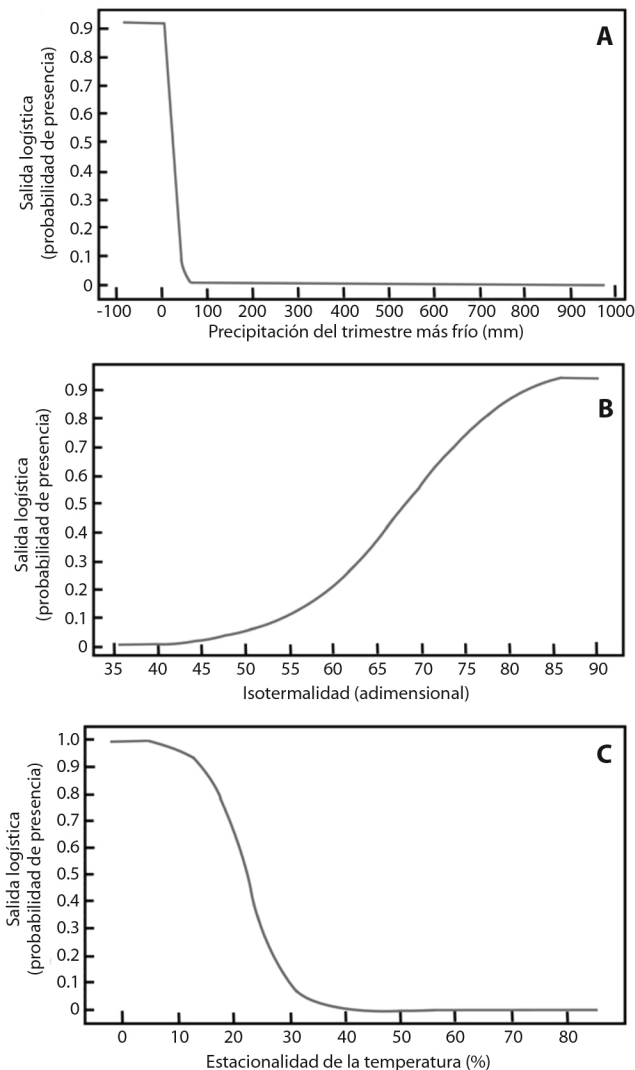 A
Salida logística
(probabilidad de presencia)
0.9
0.8
0.7
0.6
0.5
0.4
0.3
0.2
0.1
0
-100 0 100 200 300 400 500 600 700 800 900 1000
Precipitación del trimestre más frío (mm)
B
Salida logística
(probabilidad de presencia)
0.9
0.8
0.7
0.6
0.5
0.4
0.3
0.2
0.1
0
35 40 45 50 55 60 65 70 75 80 85 90
Isotermalidad (adimensional)
C
Salida logística
(probabilidad de presencia)
1.0
0.9
0.8
0.7
0.6
0.5
0.4
0.3
0.2
0.1
0
0 10 20 30 40 50 60 70 80
Estacionalidad de la temperatura (%)